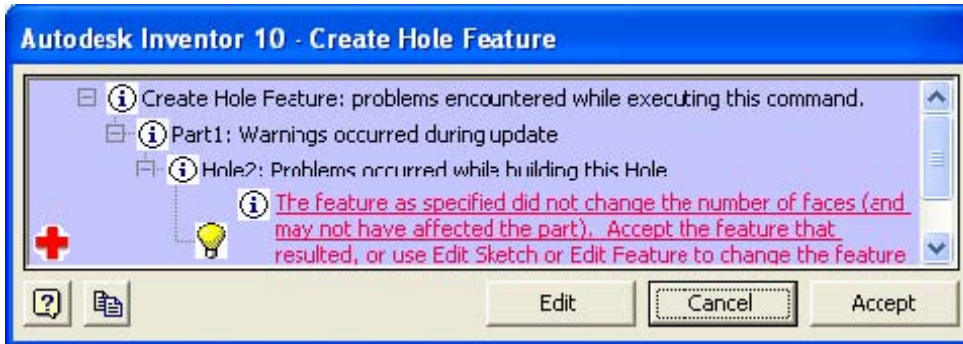 Autodesk Inventor 10 - Create Hole Feature
Create Hole Feature: problems encountered while executing this command.
Part1: Warnings occurred during update
Hole2: Problems occurred while building this Hole
The feature as specified did not change the number of faces (and
may not have affected the part). Accept the feature that
resulted, or use Edit Sketch or Edit Feature to change the feature
Edit Cancel Accept